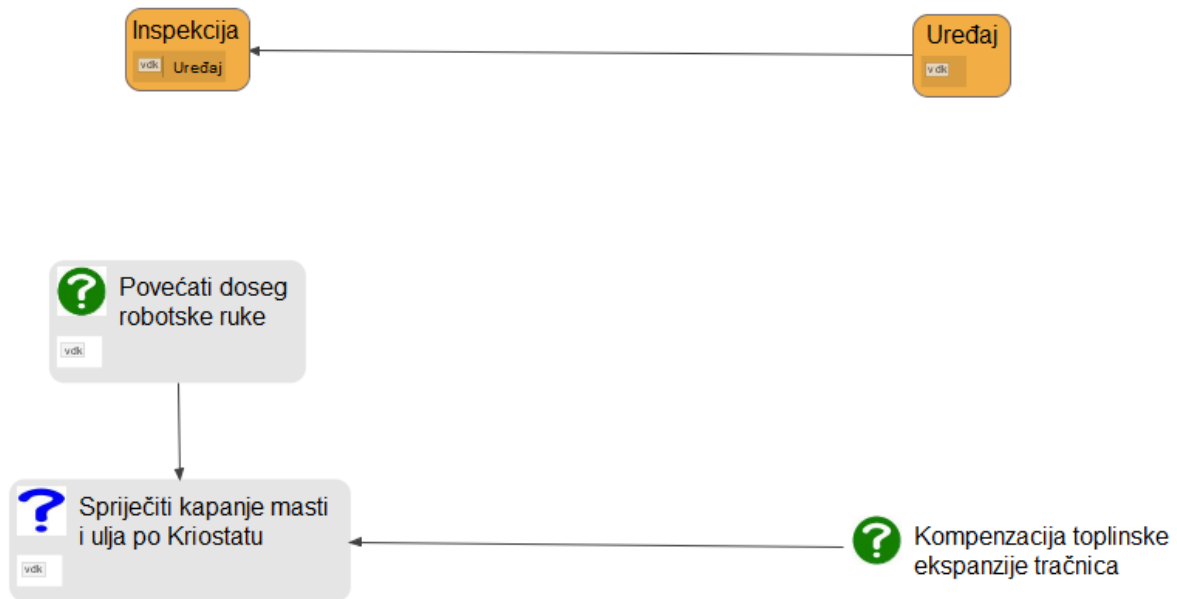 Inspekcija
vdk Uređaj
Uređaj
vdk
? Povećati doseg
robotske ruke
vdk
? Spriječiti kapanje masti
i ulja po Kriostatu
vdk
? Kompenzacija toplinske
ekspanzije tračnica